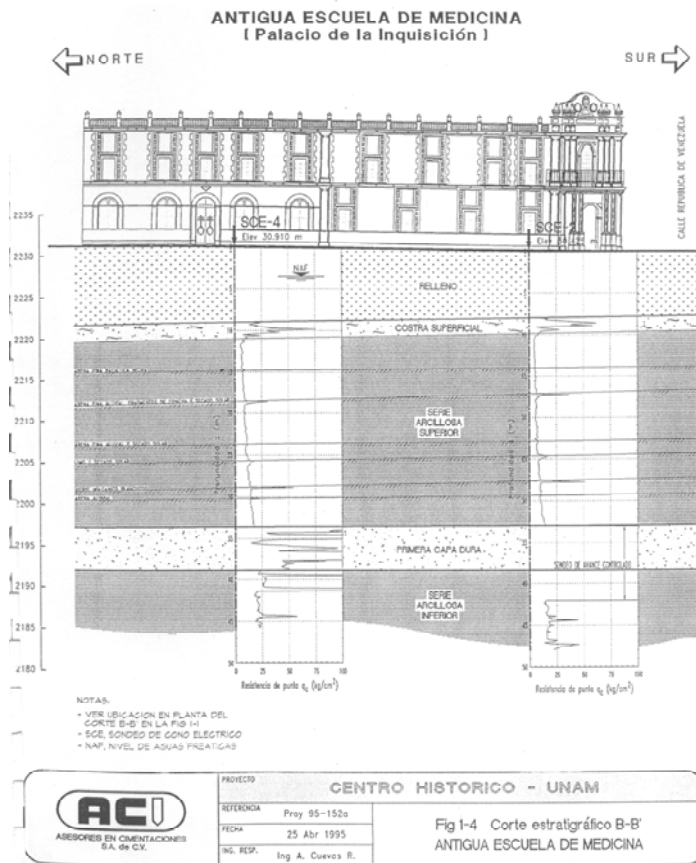 ANTIGUA ESCUELA DE MEDICINA
( Palacio de la Inquisición )
NORTE
SUR
CALLE REPUBLICA DE VENEZUELA
SCE-4
Elev 30.910 m
SCE-2
Elev
2235
2230
2225
2220
2215
2210
2205
2200
2195
2190
2185
2180
NAF
RELLENO
COSTRA SUPERFICIAL
SERIE
ARCILLOSA
SUPERIOR
PRIMERA CAPA DURA
SONDEO DE AVANCE CONTROLADO
SERIE
ARCILLOSA
INFERIOR
0 25 50 75 100
0 25 50 75 100
Resistencia de punta qc (kg/cm²)
Resistencia de punta qc (kg/cm²)
NOTAS:
- VER UBICACION EN PLANTA DEL
CORTE B-B' EN LA FIG 1-1
- SCE, SONDEO DE CONO ELECTRICO
- NAF, NIVEL DE AGUAS FREATICAS
ACI
ASESORES EN CIMENTACIONES
S.A. de C.V.
PROYECTO
CENTRO HISTORICO - UNAM
REFERENCIA
Proy 95-152a
FECHA
25 Abr 1995
ING. RESP.
Ing A. Cuevas R.
Fig 1-4 Corte estratigráfico B-B'
ANTIGUA ESCUELA DE MEDICINA